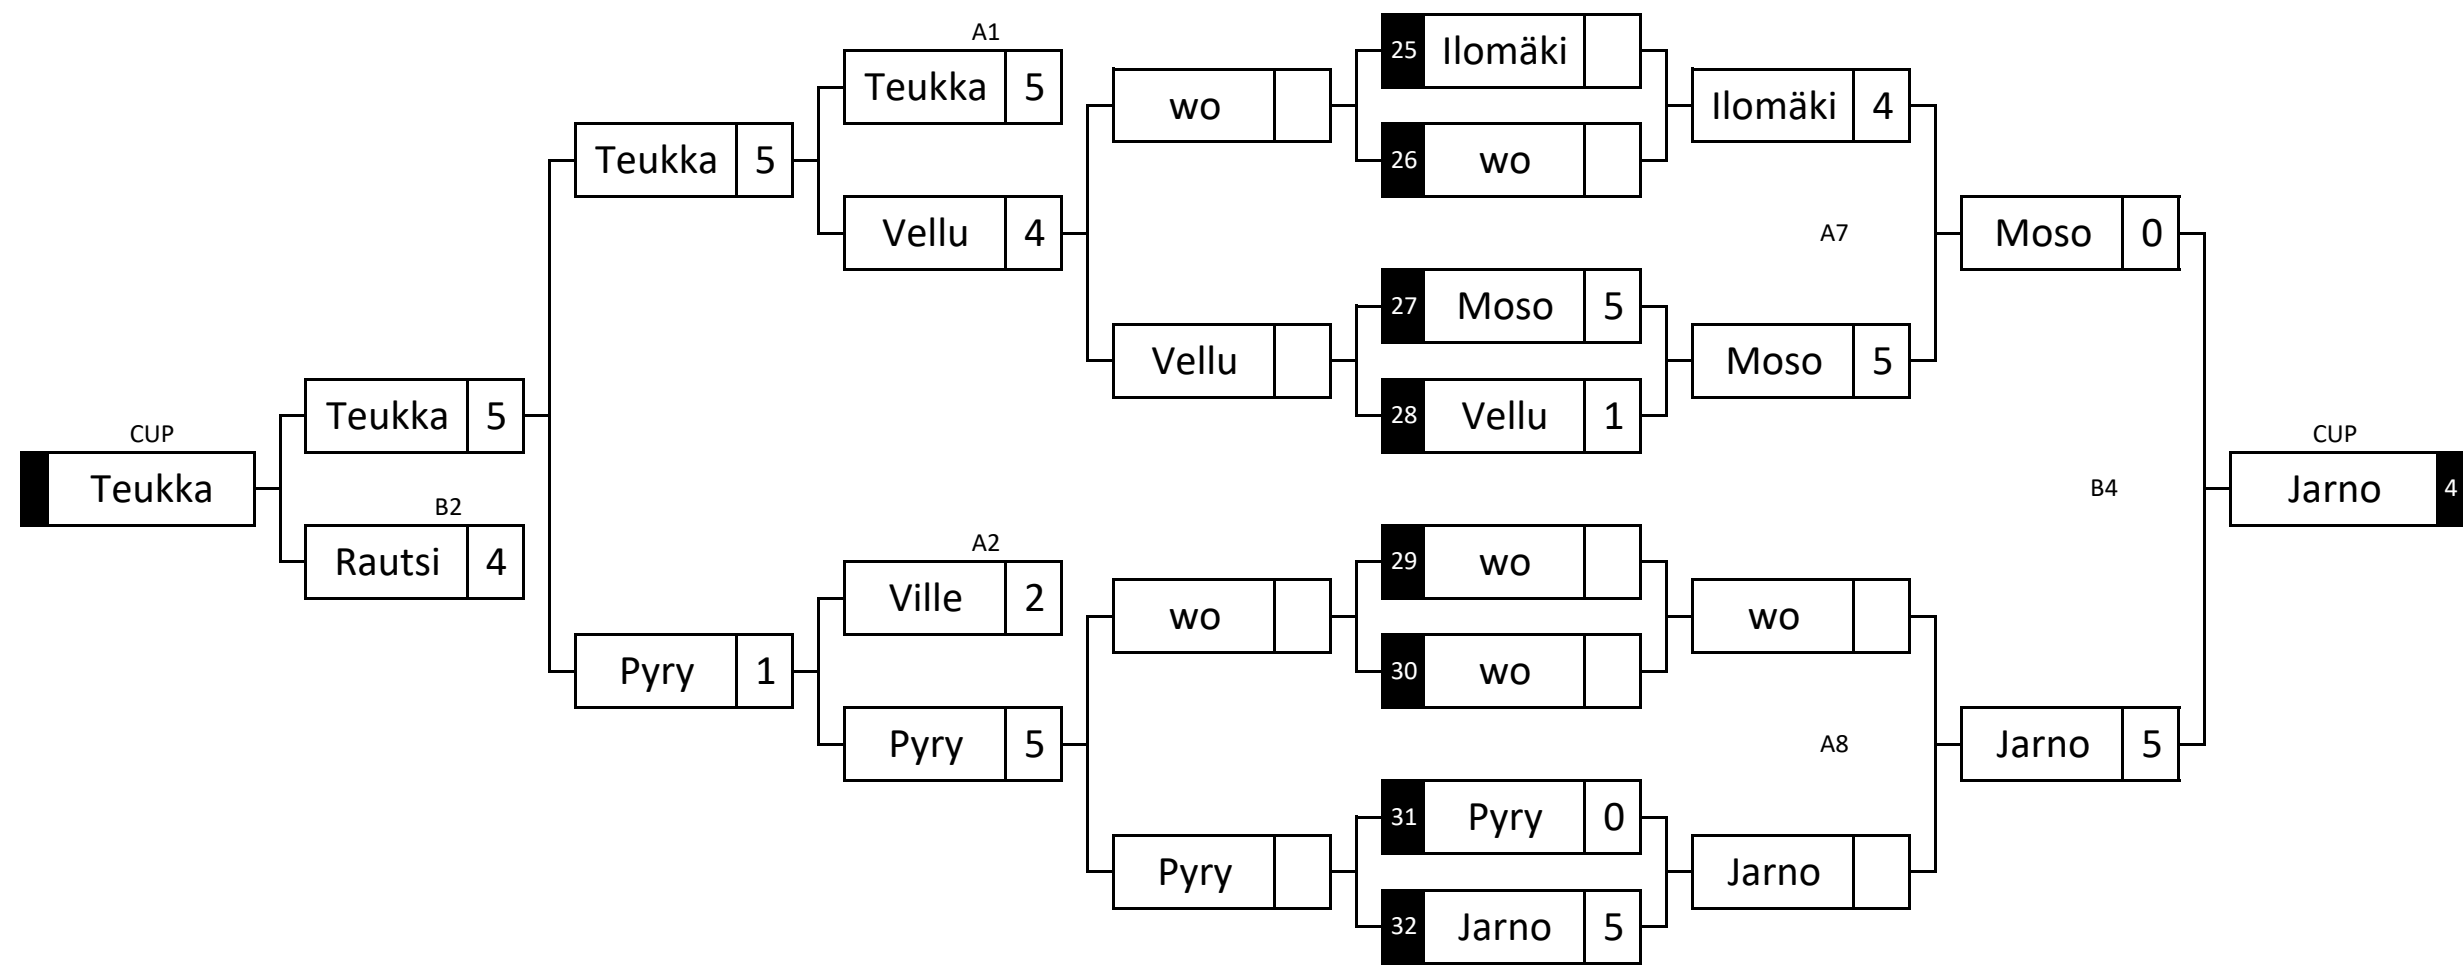 A1
25 Ilomäki
Teukka 5
wo
Ilomäki 4
Teukka 5
26 wo
Vellu 4
A7
Moso 0
27 Moso 5
Vellu
Moso 5
Teukka 5
28 Vellu 1
CUP
CUP
Teukka
B4
Jarno 4
B2
Rautsi 4
A2
29 wo
Ville 2
wo
wo
Pyry 1
30 wo
Pyry 5
A8
Jarno 5
31 Pyry 0
Pyry
Jarno
32 Jarno 5